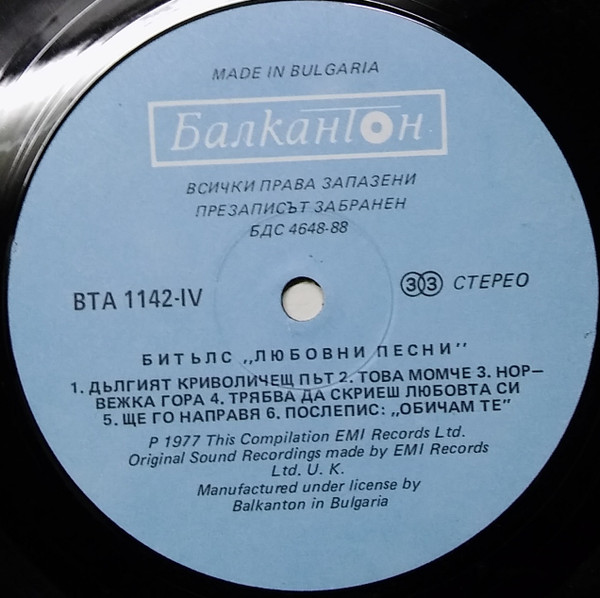 MADE IN BULGARIA
Балкантон
ВСИЧКИ ПРАВА ЗАПАЗЕНИ
ПРЕЗАПИСЪТ ЗАБРАНЕН
БДС 4648-88
ВТА 1142-IV
33 СТЕРЕО
БИТЪЛС „ЛЮБОВНИ ПЕСНИ”
1. ДЪЛГИЯТ КРИВОЛИЧЕЩ ПЪТ 2. ТОВА МОМЧЕ 3. НОР—
ВЕЖКА ГОРА 4. ТРЯБВА ДА СКРИЕШ ЛЮБОВТА СИ
5. ЩЕ ГО НАПРАВЯ 6. ПОСЛЕПИС: „ОБИЧАМ ТЕ”
P 1977 This Compilation EMI Records Ltd.
Original Sound Recordings made by EMI Records
Ltd. U. K.
Manufactured under license by
Balkanton in Bulgaria